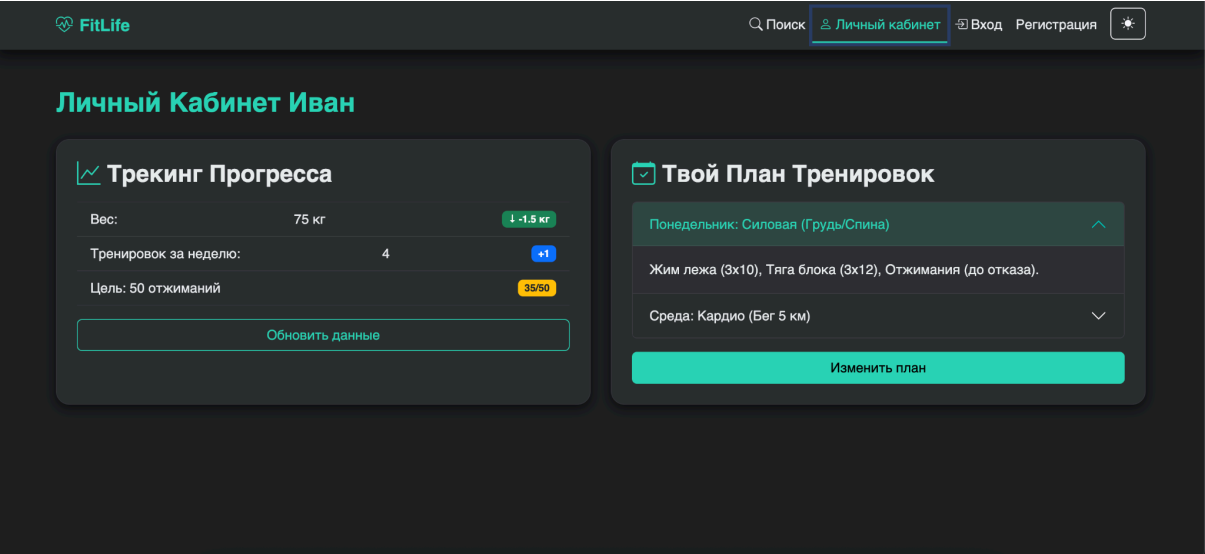 FitLife
Поиск Личный кабинет Вход Регистрация
Личный Кабинет Иван
Трекинг Прогресса
Вес: 75 кг ↓ -1.5 кг
Тренировок за неделю: 4 +1
Цель: 50 отжиманий 35/50
Обновить данные
Твой План Тренировок
Понедельник: Силовая (Грудь/Спина)
Жим лежа (3x10), Тяга блока (3x12), Отжимания (до отказа).
Среда: Кардио (Бег 5 км)
Изменить план